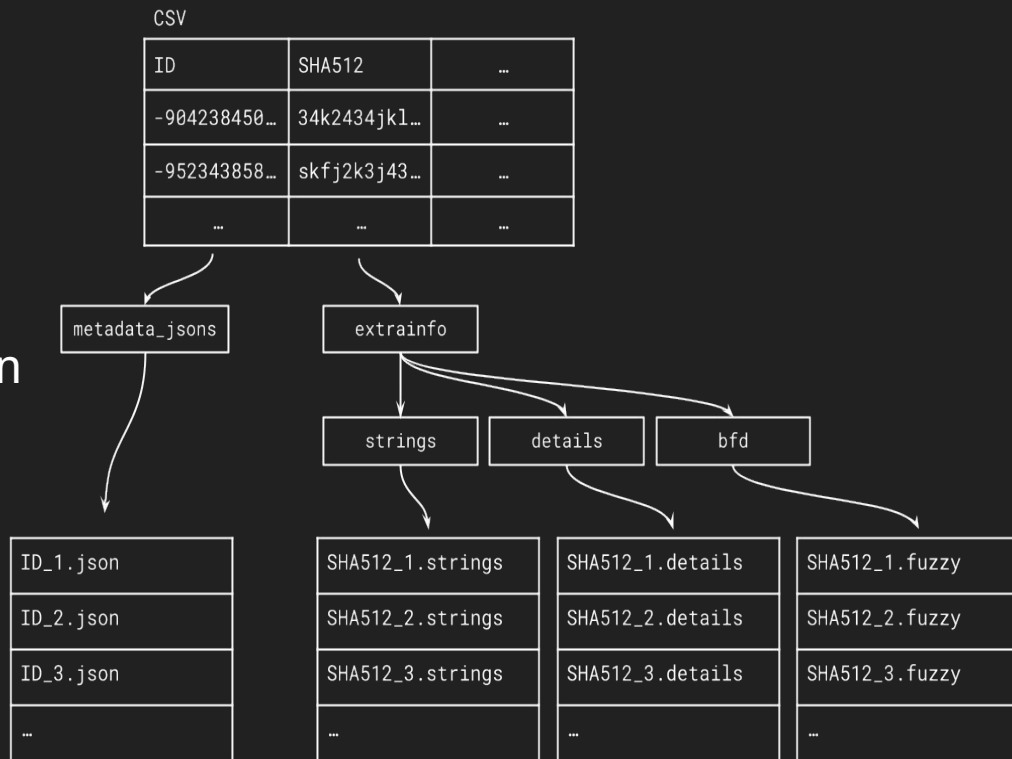 CSV
ID SHA512 …
-904238450… 34k2434jkl… …
-952343858… skfj2k3j43… …
… … …
metadata_jsons extrainfo
n
strings details bfd
ID_1.json SHA512_1.strings SHA512_1.details SHA512_1.fuzzy
ID_2.json SHA512_2.strings SHA512_2.details SHA512_2.fuzzy
ID_3.json SHA512_3.strings SHA512_3.details SHA512_3.fuzzy
… … … …